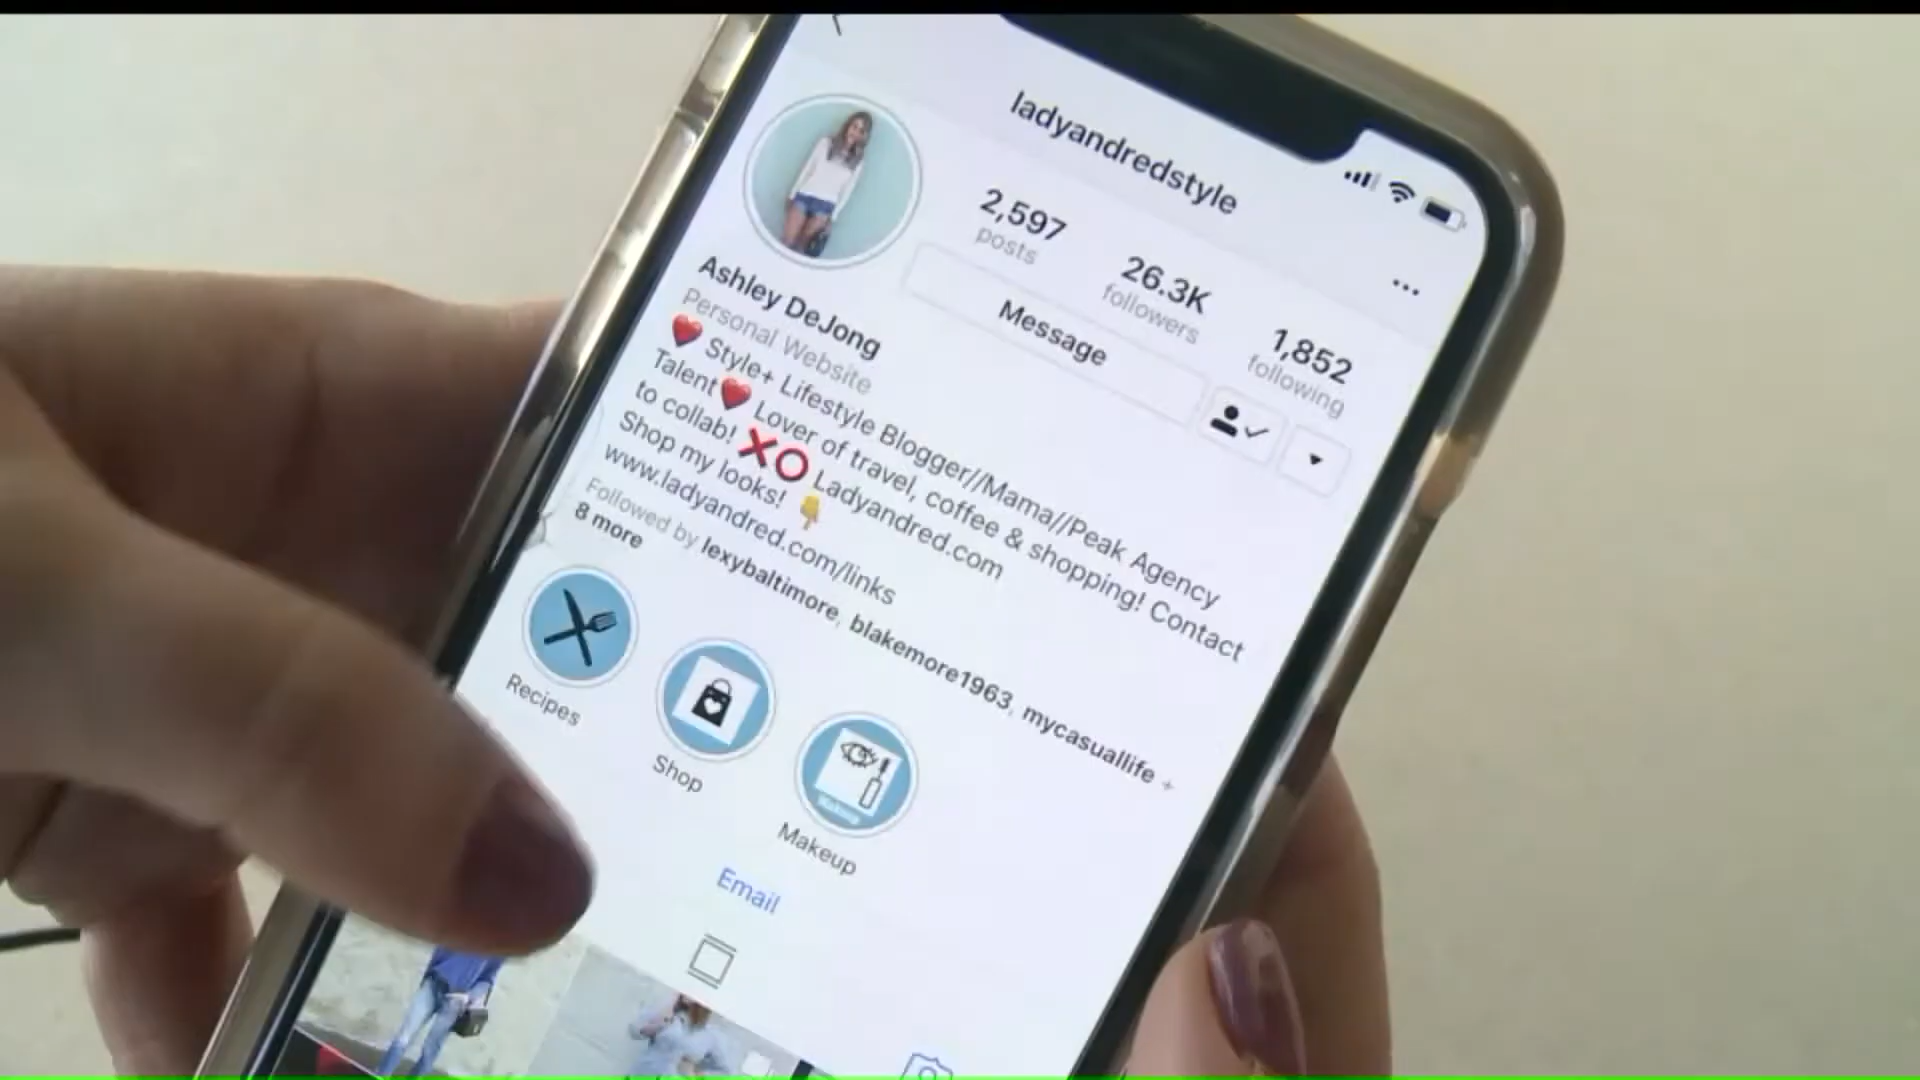 ladyandredstyle
2,597
posts
26.3K
followers
1,852
following
Message
Ashley DeJong
Personal Website
❤️ Style+ Lifestyle Blogger//Mama//Peak Agency
Talent❤️ Lover of travel, coffee & shopping! Contact
to collab! ❌⭕ Ladyandred.com
Shop my looks! 👇
www.ladyandred.com/links
Followed by lexybaltimore, blakemore1963, mycasuallife +
8 more
Recipes
Shop
Makeup
Email